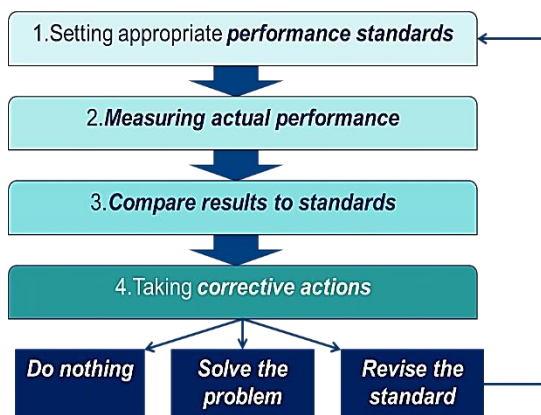 1.Setting appropriate performance standards
2.Measuring actual performance
3.Compare results to standards
4.Taking corrective actions
Do nothing
Solve the
problem
Revise the
standard